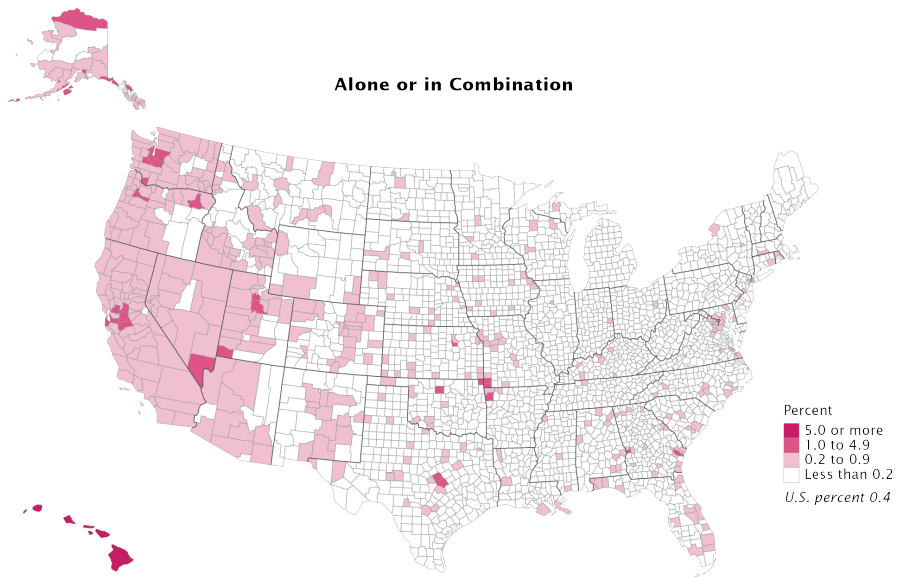 Alone or in Combination
Percent
5.0 or more
1.0 to 4.9
0.2 to 0.9
Less than 0.2
U.S. percent 0.4